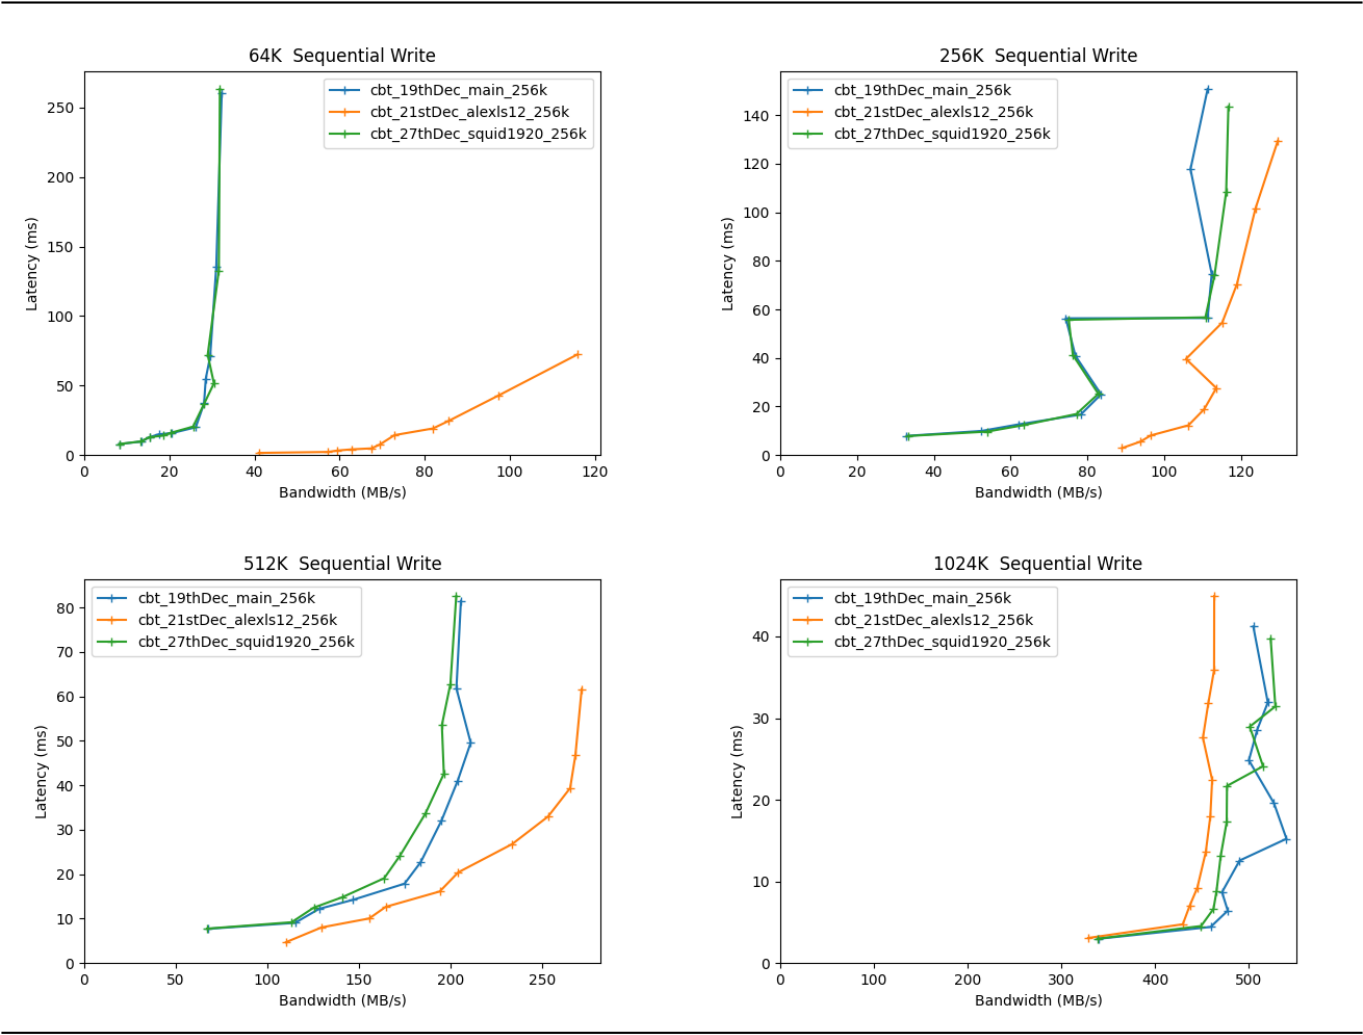 64K  Sequential Write
cbt_19thDec_main_256k
cbt_21stDec_alexls12_256k
cbt_27thDec_squid1920_256k
250
200
150
100
50
0
Latency (ms)
0 20 40 60 80 100 120
Bandwidth (MB/s)
256K  Sequential Write
cbt_19thDec_main_256k
cbt_21stDec_alexls12_256k
cbt_27thDec_squid1920_256k
140
120
100
80
60
40
20
0
Latency (ms)
0 20 40 60 80 100 120
Bandwidth (MB/s)
512K  Sequential Write
cbt_19thDec_main_256k
cbt_21stDec_alexls12_256k
cbt_27thDec_squid1920_256k
80
70
60
50
40
30
20
10
0
Latency (ms)
0 50 100 150 200 250
Bandwidth (MB/s)
1024K  Sequential Write
cbt_19thDec_main_256k
cbt_21stDec_alexls12_256k
cbt_27thDec_squid1920_256k
40
30
20
10
0
Latency (ms)
0 100 200 300 400 500
Bandwidth (MB/s)